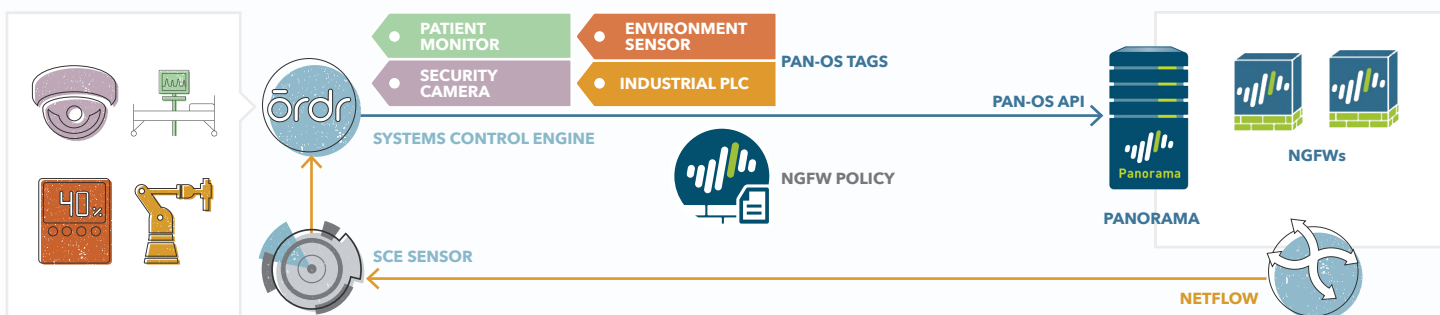 PATIENT
MONITOR
ENVIRONMENT
SENSOR
SECURITY
CAMERA
INDUSTRIAL PLC
PAN-OS TAGS
ōrdr
SYSTEMS CONTROL ENGINE
PAN-OS API
NGFWs
40%
NGFW POLICY
Panorama
PANORAMA
SCE SENSOR
NETFLOW